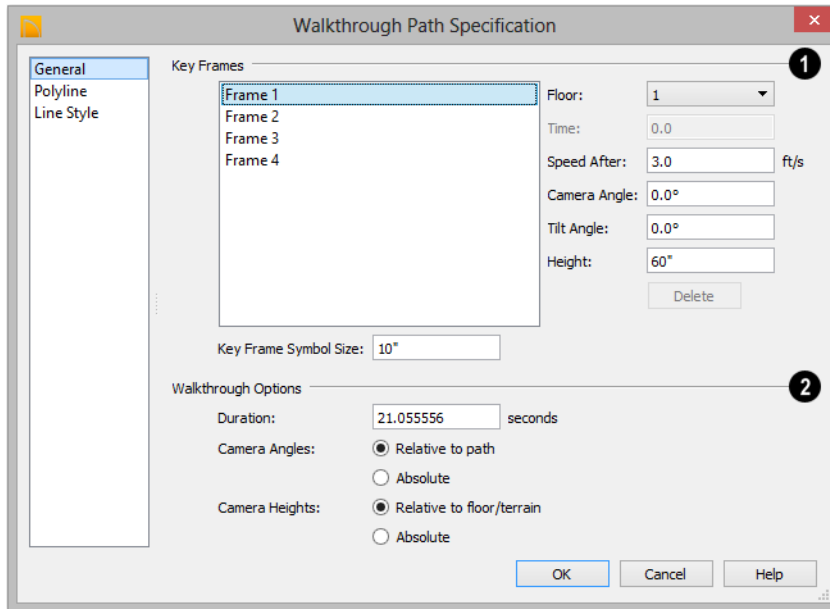 Walkthrough Path Specification
General
Polyline
Line Style
Key Frames
1
Frame 1
Frame 2
Frame 3
Frame 4
Floor: 1
Time: 0.0
Speed After: 3.0 ft/s
Camera Angle: 0.0°
Tilt Angle: 0.0°
Height: 60"
Delete
Key Frame Symbol Size: 10"
Walkthrough Options
2
Duration: 21.055556 seconds
Camera Angles: Relative to path
Absolute
Camera Heights: Relative to floor/terrain
Absolute
OK Cancel Help